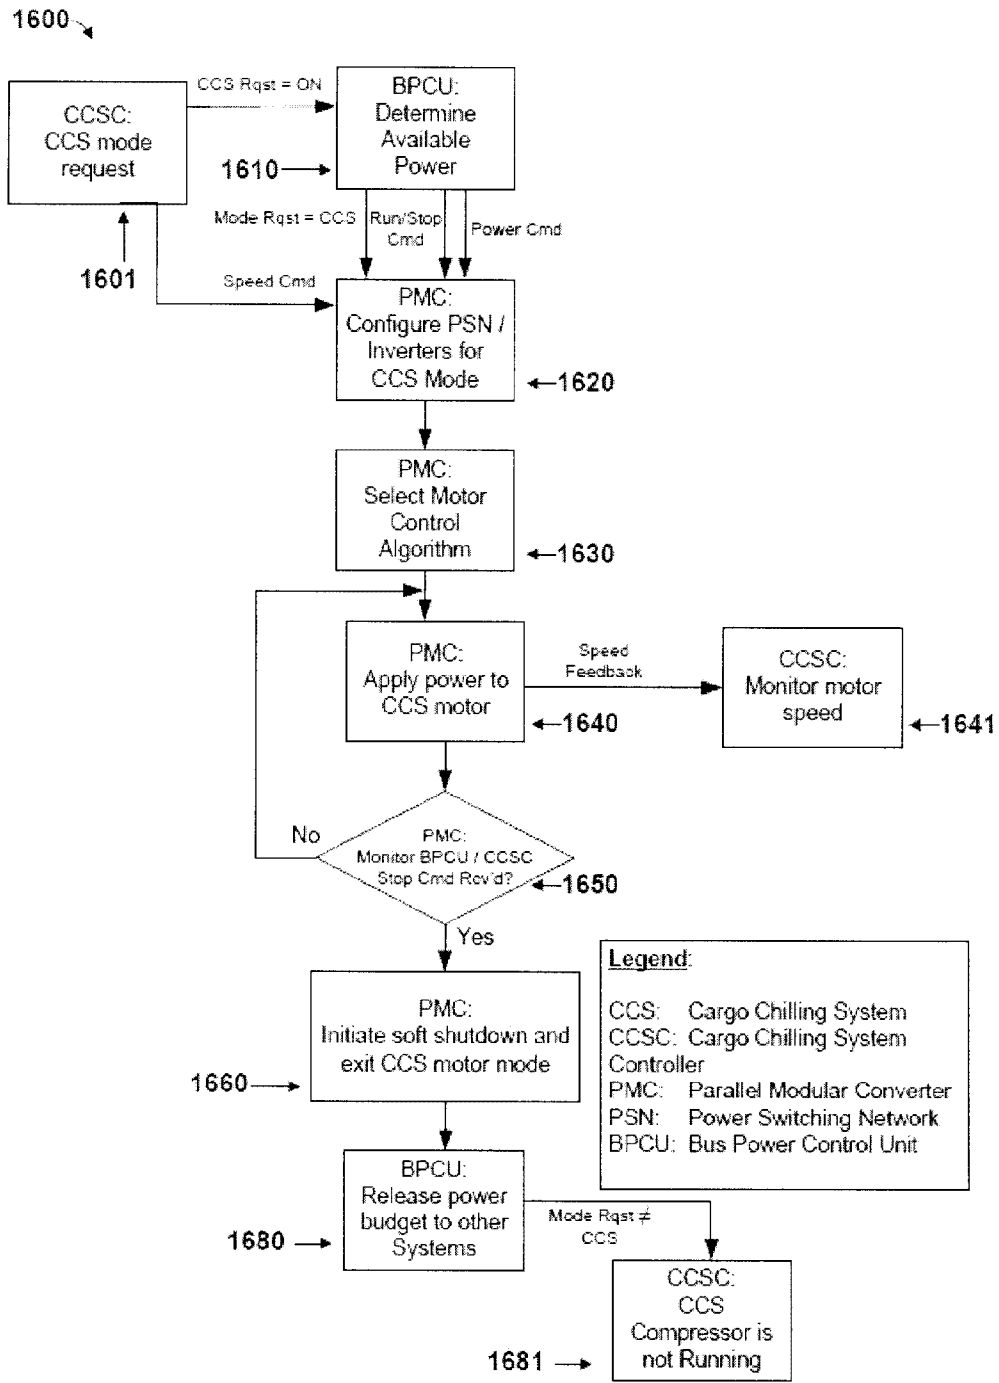 1600
CCSC:
CCS mode
request
CCS Rqst = ON
BPCU:
Determine
Available
Power
1610
1601
Mode Rqst = CCS
Run/Stop
Cmd
Power Cmd
Speed Cmd
PMC:
Configure PSN /
Inverters for
CCS Mode
1620
PMC:
Select Motor
Control
Algorithm
1630
PMC:
Apply power to
CCS motor
1640
Speed
Feedback
CCSC:
Monitor motor
speed
1641
No
PMC:
Monitor BPCU / CCSC
Stop Cmd Rcv'd?
1650
Yes
PMC:
Initiate soft shutdown and
exit CCS motor mode
1660
Legend:
CCS: Cargo Chilling System
CCSC: Cargo Chilling System
Controller
PMC: Parallel Modular Converter
PSN: Power Switching Network
BPCU: Bus Power Control Unit
BPCU:
Release power
budget to other
Systems
1680
Mode Rqst ≠
CCS
CCSC:
CCS
Compressor is
not Running
1681